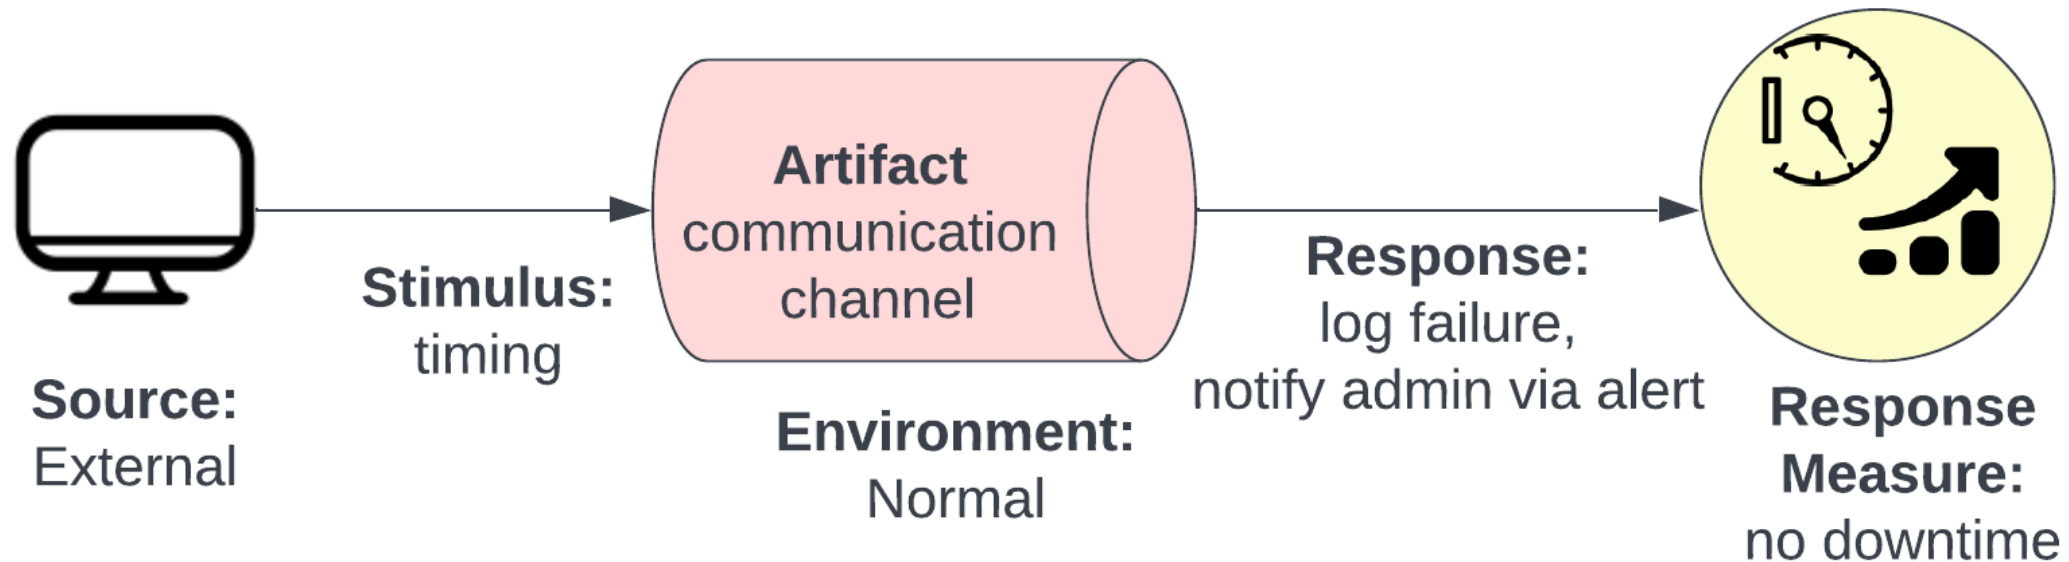 Source:
External
Stimulus:
timing
Artifact
communication
channel
Environment:
Normal
Response:
log failure,
notify admin via alert
Response
Measure:
no downtime